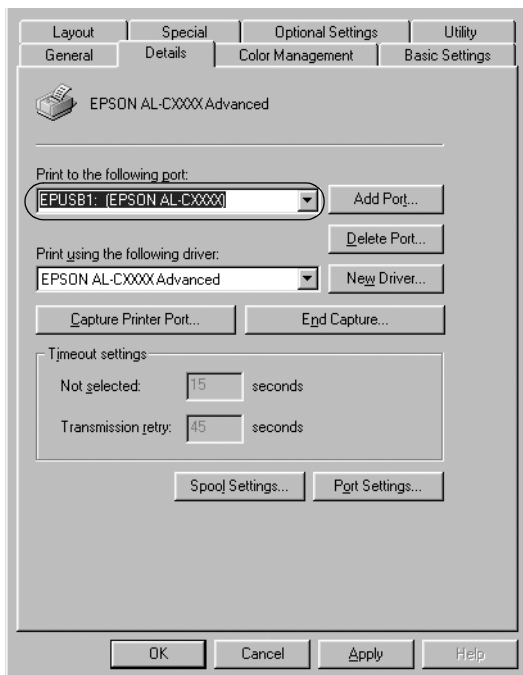 Layout Special Optional Settings Utility
General Details Color Management Basic Settings
EPSON AL-CXXXX Advanced
Print to the following port:
EPUSB1: (EPSON AL-CXXXX)
Add Port...
Delete Port...
Print using the following driver:
EPSON AL-CXXXX Advanced
New Driver...
Capture Printer Port... End Capture...
Timeout settings
Not selected: 15 seconds
Transmission retry: 45 seconds
Spool Settings... Port Settings...
OK Cancel Apply Help